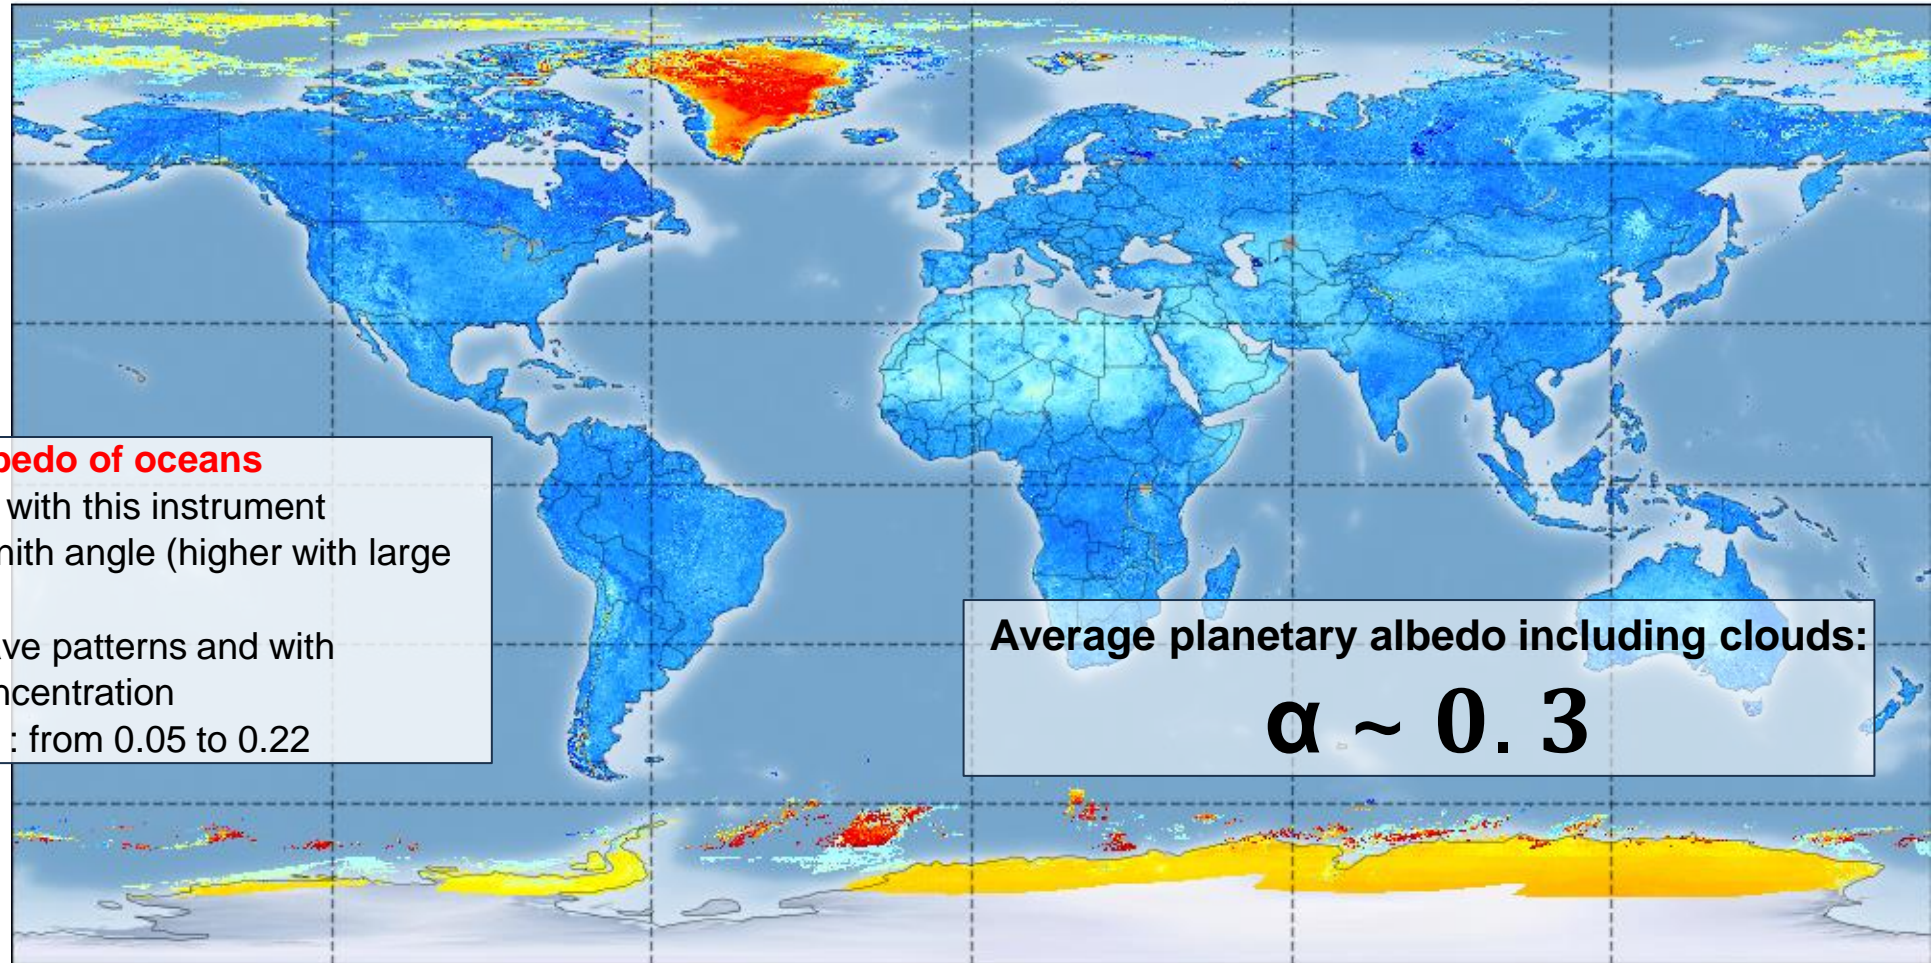 bedo of oceans
with this instrument
nith angle (higher with large
ve patterns and with
ncentration
: from 0.05 to 0.22
Average planetary albedo including clouds:
α ~ 0. 3